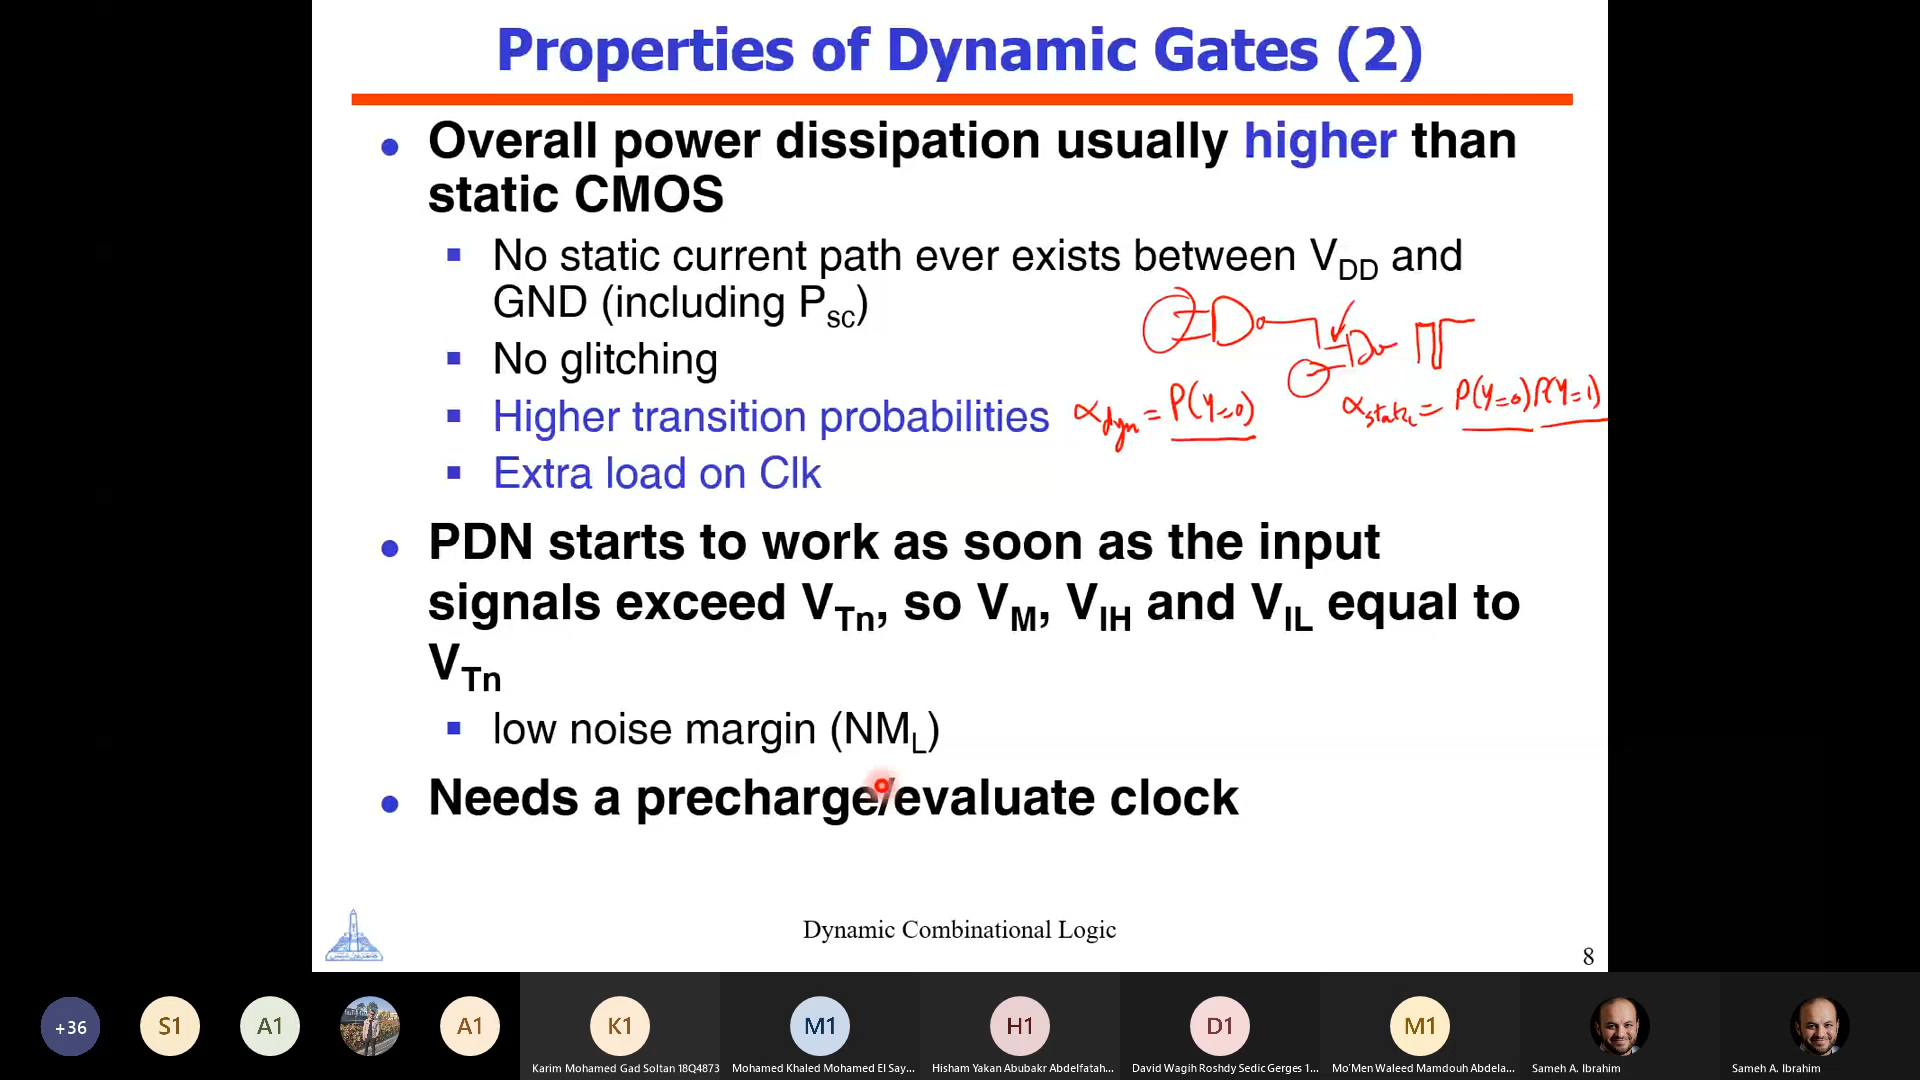 Properties of Dynamic Gates (2)
Overall power dissipation usually higher than
static CMOS
No static current path ever exists between VDD and
GND (including Psc)
No glitching
Higher transition probabilities
αdyn = P(Y=0)
αstatic = P(Y=0) P(Y=1)
Extra load on Clk
PDN starts to work as soon as the input
signals exceed VTn, so VM, VIH and VIL equal to
VTn
low noise margin (NML)
Needs a precharge/evaluate clock
Dynamic Combinational Logic
8
+36
S1
A1
A1
K1
M1
H1
D1
M1
Karim Mohamed Gad Soltan 18Q4873
Mohamed Khaled Mohamed El Say...
Hisham Yakan Abubakr Abdelfatah...
David Wagih Roshdy Sedic Gerges 1...
Mo'Men Waleed Mamdouh Abdela...
Sameh A. Ibrahim
Sameh A. Ibrahim